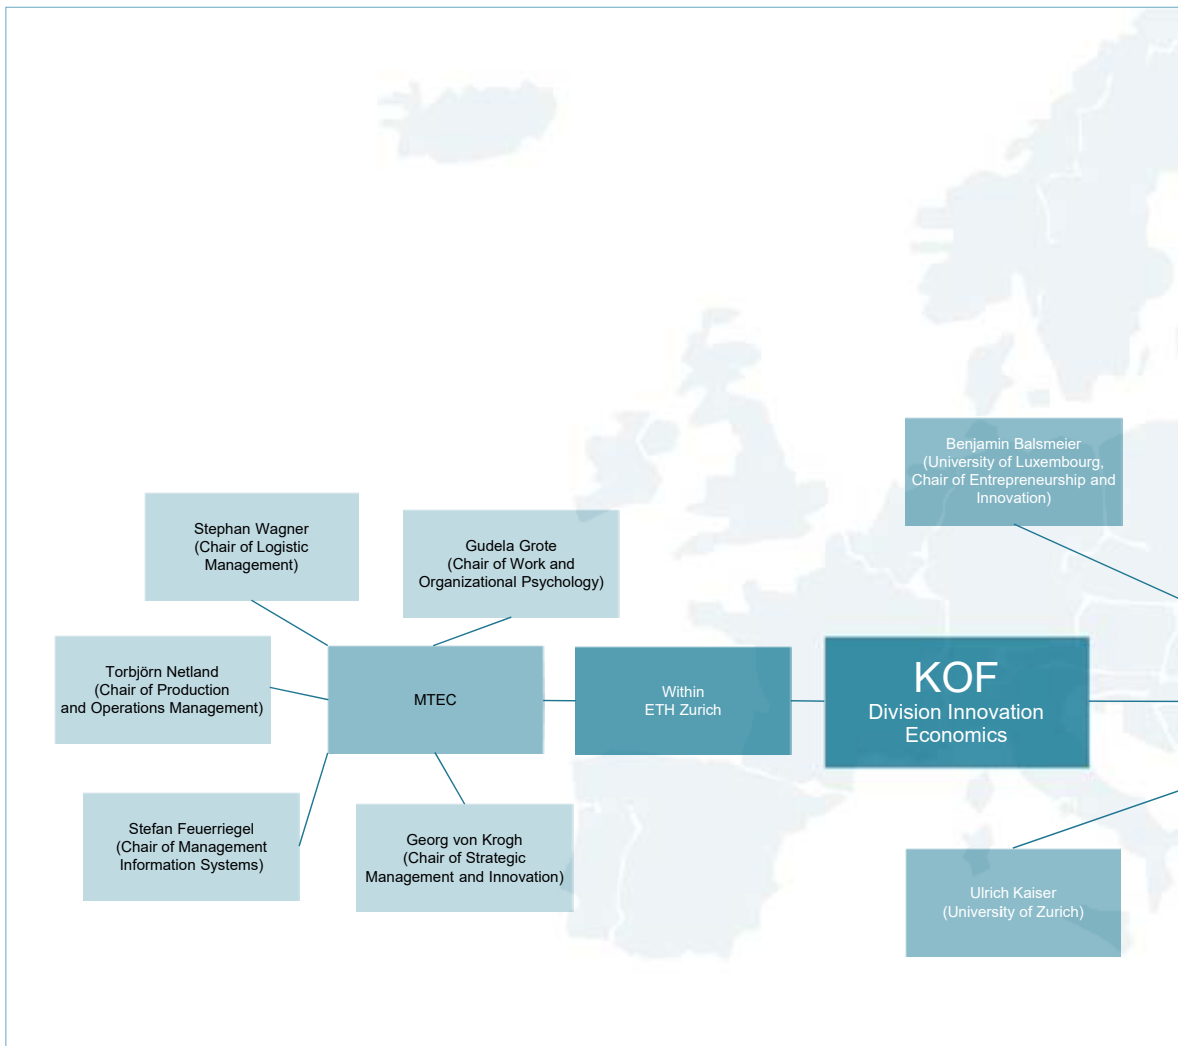 Benjamin Balsmeier
(University of Luxembourg,
Chair of Entrepreneurship and
Innovation)
Stephan Wagner
(Chair of Logistic
Management)
Gudela Grote
(Chair of Work and
Organizational Psychology)
Torbjörn Netland
(Chair of Production
and Operations Management)
MTEC
Within
ETH Zurich
KOF
Division Innovation
Economics
Stefan Feuerriegel
(Chair of Management
Information Systems)
Georg von Krogh
(Chair of Strategic
Management and Innovation)
Ulrich Kaiser
(University of Zurich)